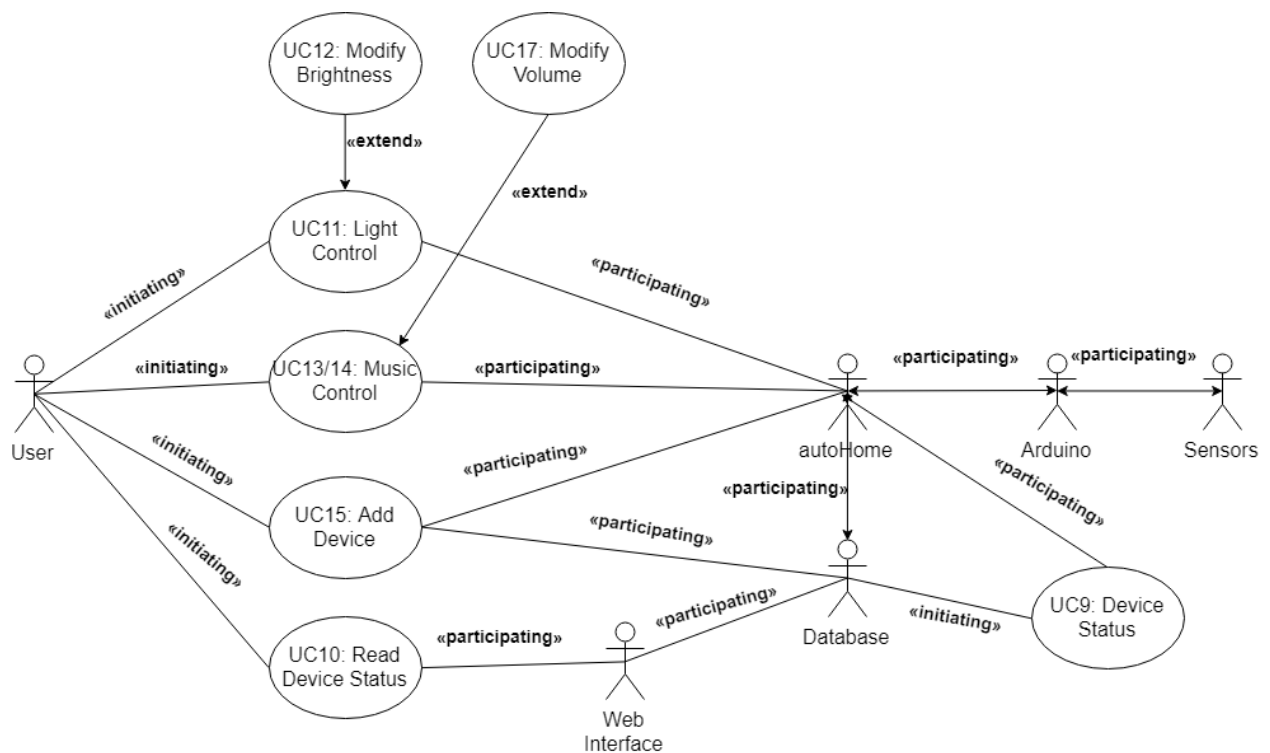 UC12: Modify
Brightness
UC17: Modify
Volume
«extend»
«extend»
UC11: Light
Control
«initiating»
«participating»
UC13/14: Music
Control
«initiating»
«participating»
«participating»
«participating»
User
autoHome
Arduino
Sensors
«initiating»
«participating»
«participating»
«participating»
UC15: Add
Device
«participating»
«initiating»
UC9: Device
Status
«initiating»
Database
«participating»
UC10: Read
Device Status
«participating»
Web
Interface